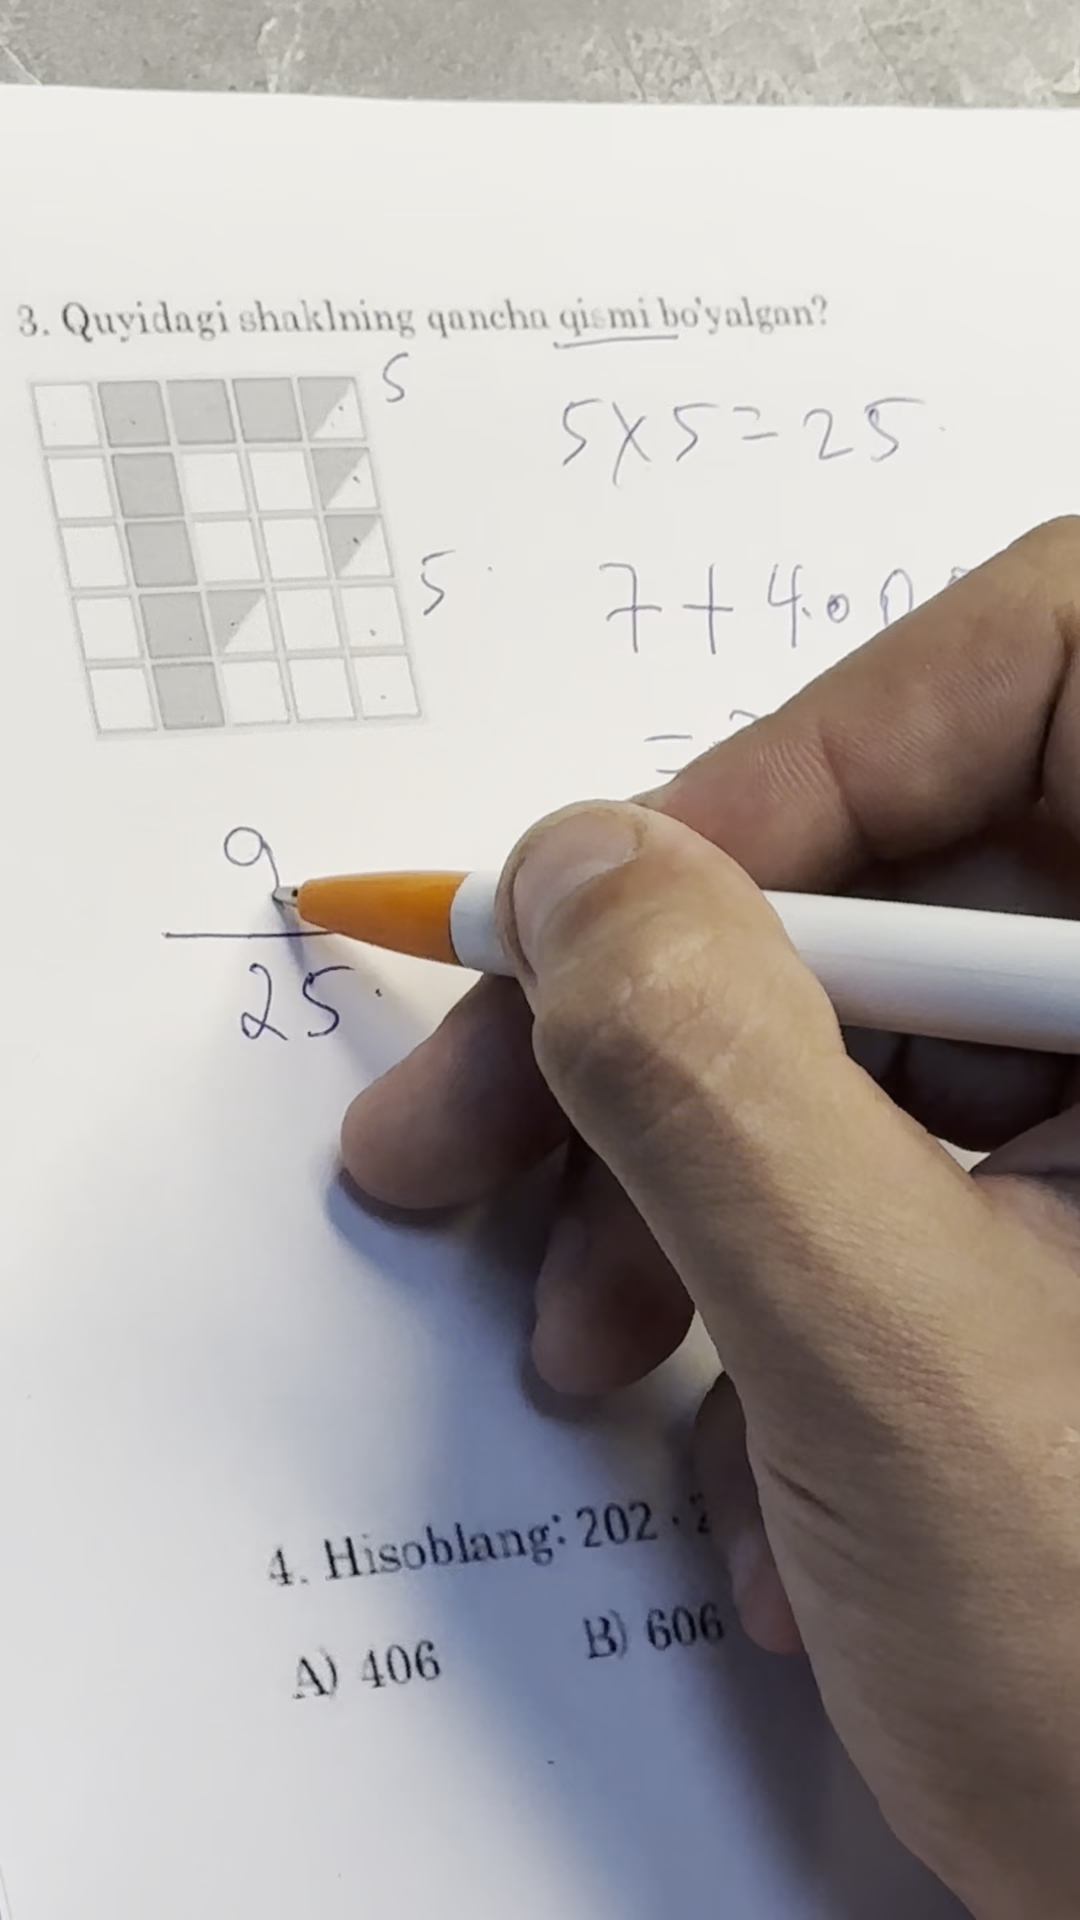 3. Quyidagi shaklning qancha qismi bo'yalgan?
5
5
5x5=25
7+4.0
=
9
25
4. Hisoblang: 202 ·
A) 406
B) 606